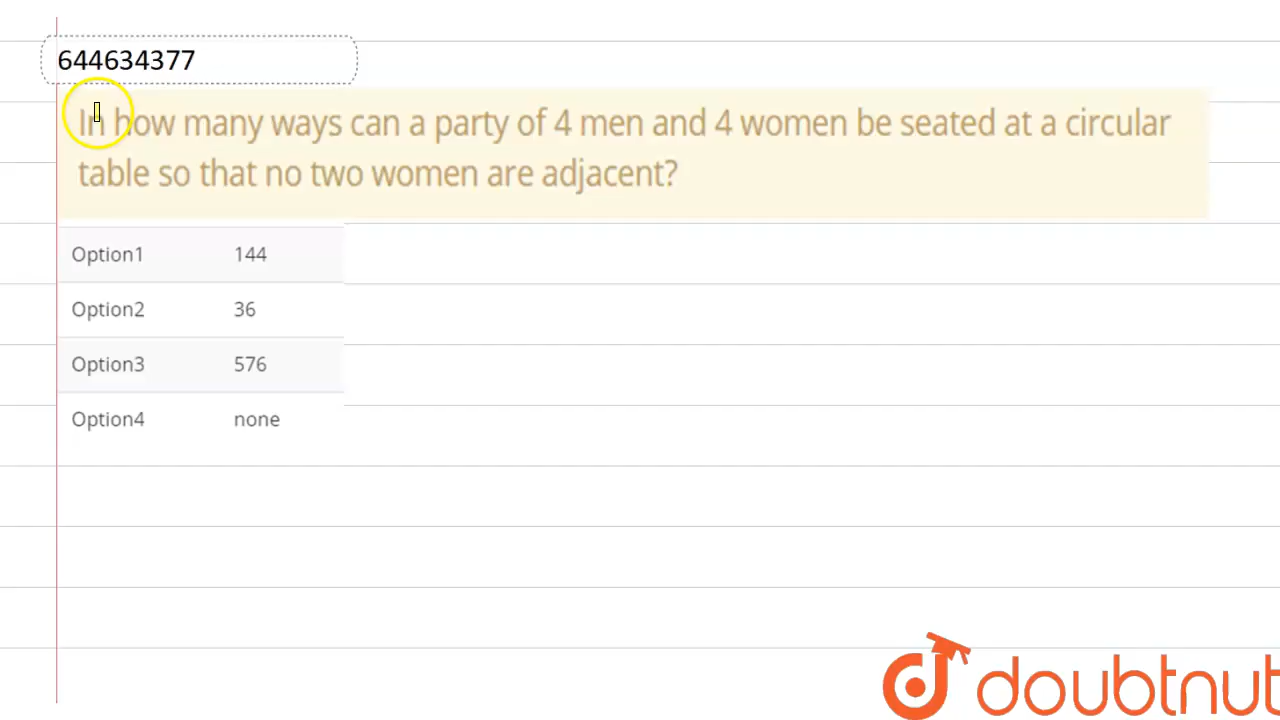 644634377
In how many ways can a party of 4 men and 4 women be seated at a circular
table so that no two women are adjacent?
Option1 144
Option2 36
Option3 576
Option4 none
doubtnut